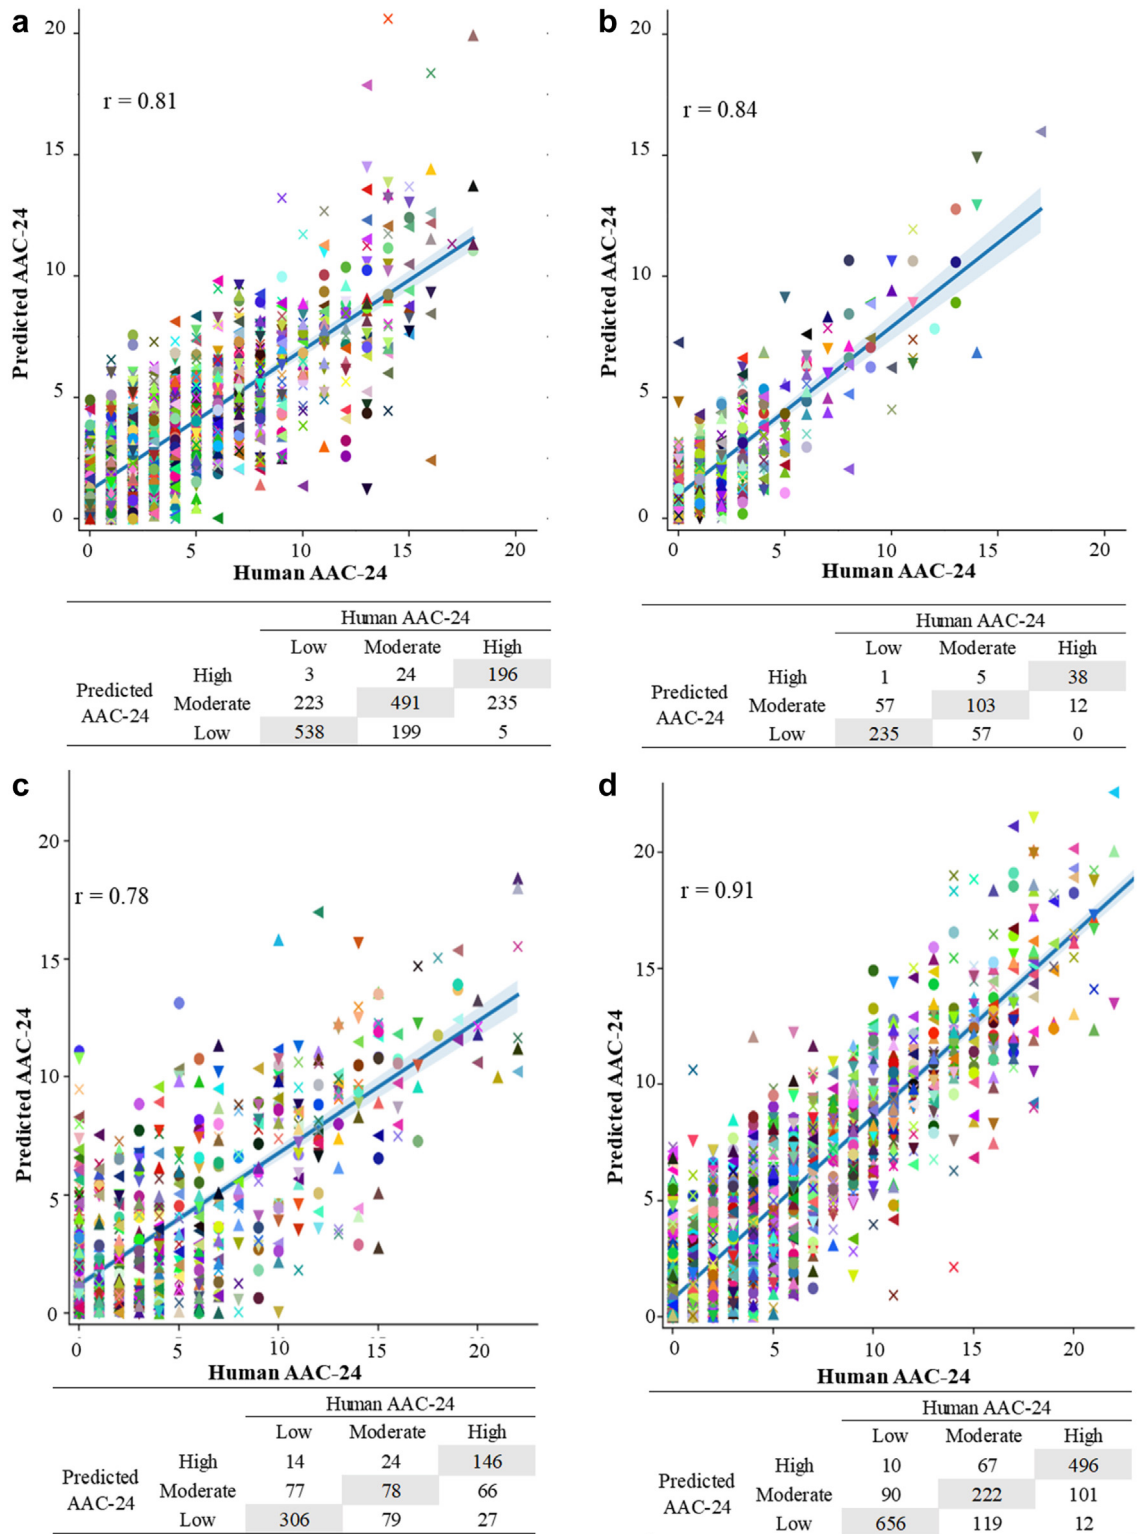 a
20
15
10
5
0
r = 0.81
Predicted AAC-24
0 5 10 15 20
Human AAC-24
Human AAC-24
Low Moderate High
High 3 24 196
Predicted AAC-24
Moderate 223 491 235
Low 538 199 5
b
20
15
10
5
0
r = 0.84
Predicted AAC-24
0 5 10 15 20
Human AAC-24
Human AAC-24
Low Moderate High
High 1 5 38
Predicted AAC-24
Moderate 57 103 12
Low 235 57 0
c
20
15
10
5
0
r = 0.78
Predicted AAC-24
0 5 10 15 20
Human AAC-24
Human AAC-24
Low Moderate High
High 14 24 146
Predicted AAC-24
Moderate 77 78 66
Low 306 79 27
d
20
15
10
5
0
r = 0.91
Predicted AAC-24
0 5 10 15 20
Human AAC-24
Human AAC-24
Low Moderate High
High 10 67 496
Predicted AAC-24
Moderate 90 222 101
Low 656 119 12